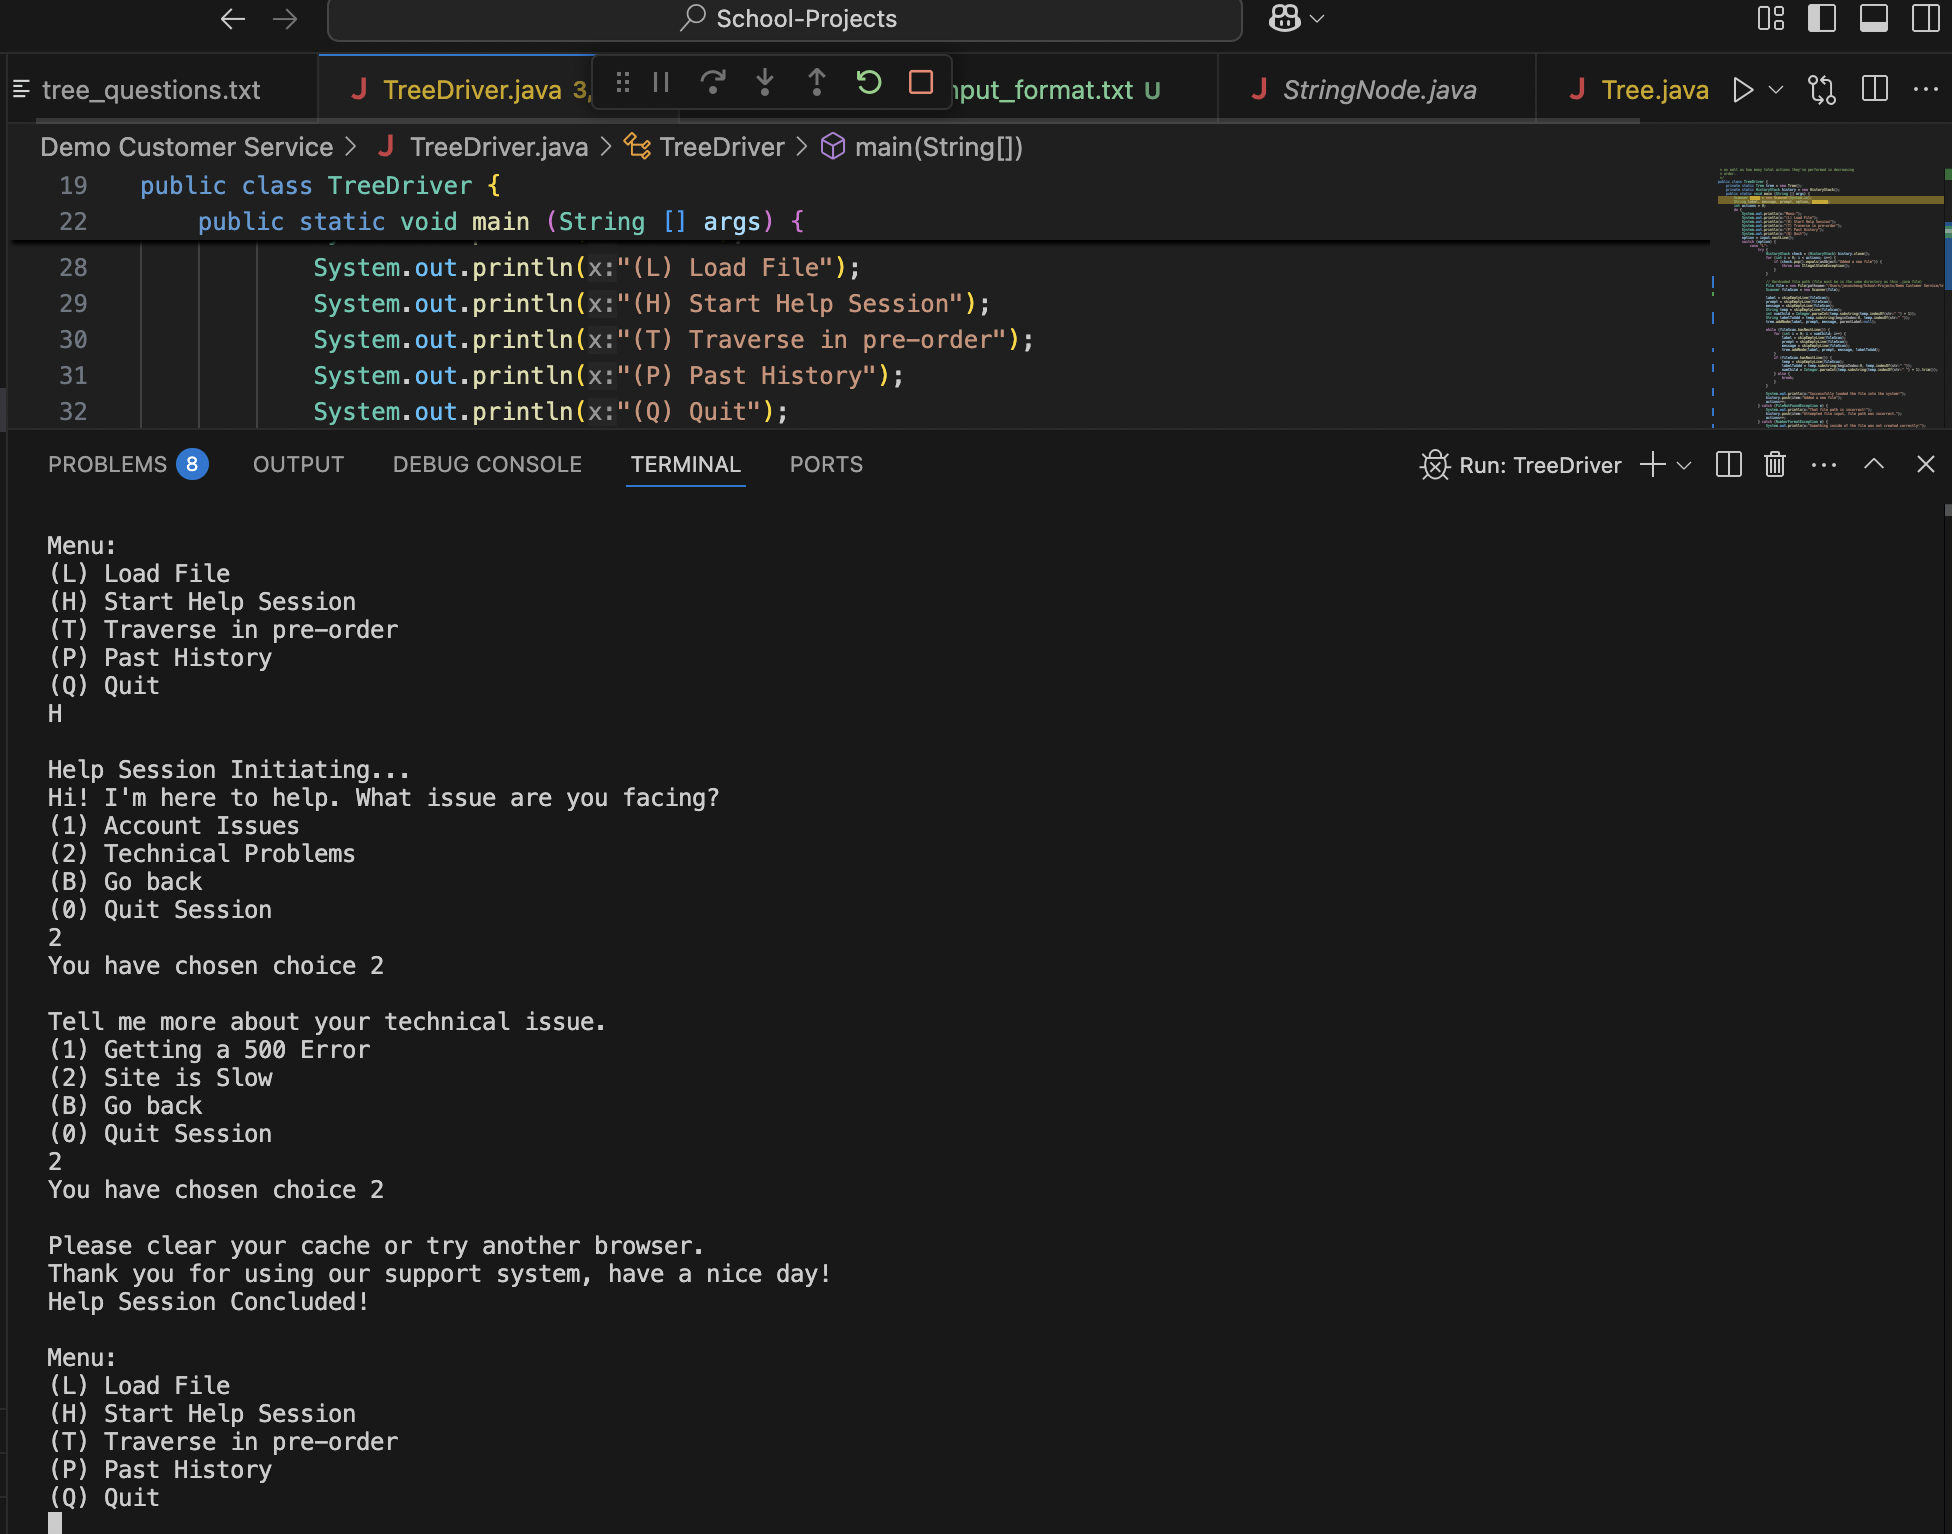 School-Projects
tree_questions.txt
TreeDriver.java 3,
nput_format.txt U
StringNode.java
Tree.java
Demo Customer Service > TreeDriver.java > TreeDriver > main(String[])
19 public class TreeDriver {
22 public static void main (String [] args) {
28 System.out.println(x:"(L) Load File");
29 System.out.println(x:"(H) Start Help Session");
30 System.out.println(x:"(T) Traverse in pre-order");
31 System.out.println(x:"(P) Past History");
32 System.out.println(x:"(Q) Quit");
PROBLEMS 8 OUTPUT DEBUG CONSOLE TERMINAL PORTS
Run: TreeDriver
Menu:
(L) Load File
(H) Start Help Session
(T) Traverse in pre-order
(P) Past History
(Q) Quit
H
Help Session Initiating...
Hi! I'm here to help. What issue are you facing?
(1) Account Issues
(2) Technical Problems
(B) Go back
(0) Quit Session
2
You have chosen choice 2
Tell me more about your technical issue.
(1) Getting a 500 Error
(2) Site is Slow
(B) Go back
(0) Quit Session
2
You have chosen choice 2
Please clear your cache or try another browser.
Thank you for using our support system, have a nice day!
Help Session Concluded!
Menu:
(L) Load File
(H) Start Help Session
(T) Traverse in pre-order
(P) Past History
(Q) Quit